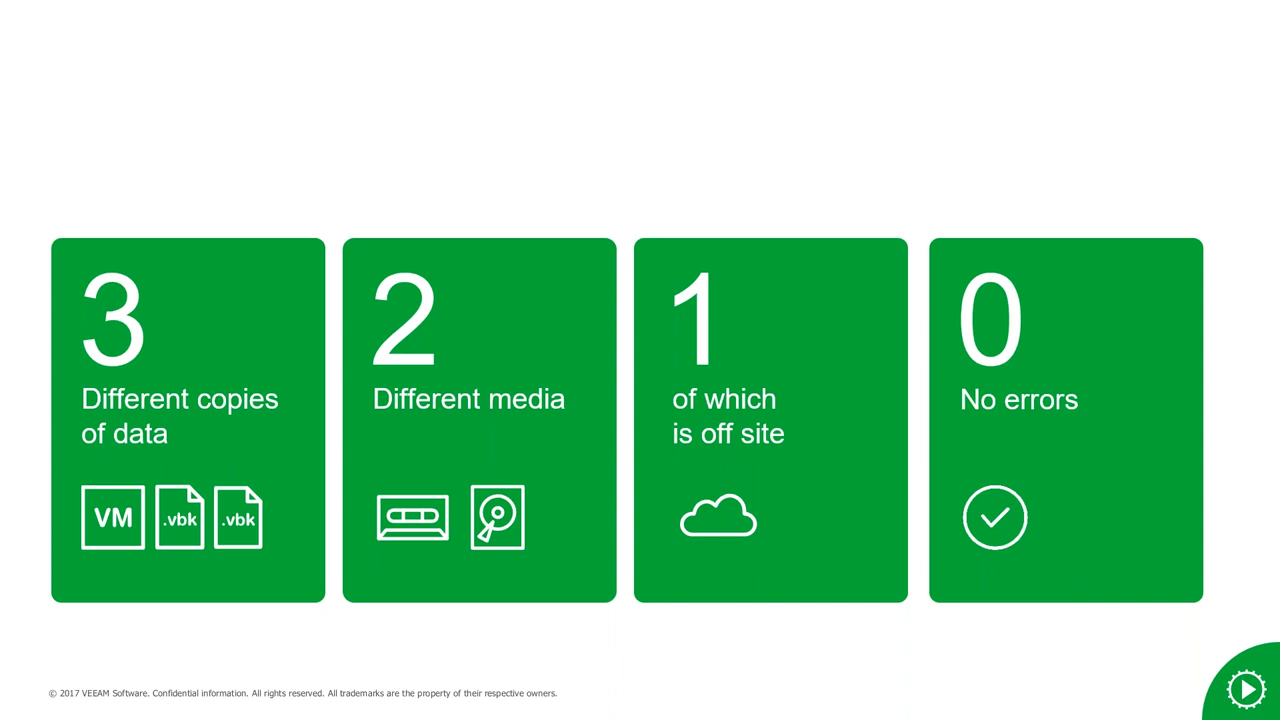 3
Different copies
of data
VM
.vbk
.vbk
2
Different media
1
of which
is off site
0
No errors
© 2017 VEEAM Software. Confidential information. All rights reserved. All trademarks are the property of their respective owners.